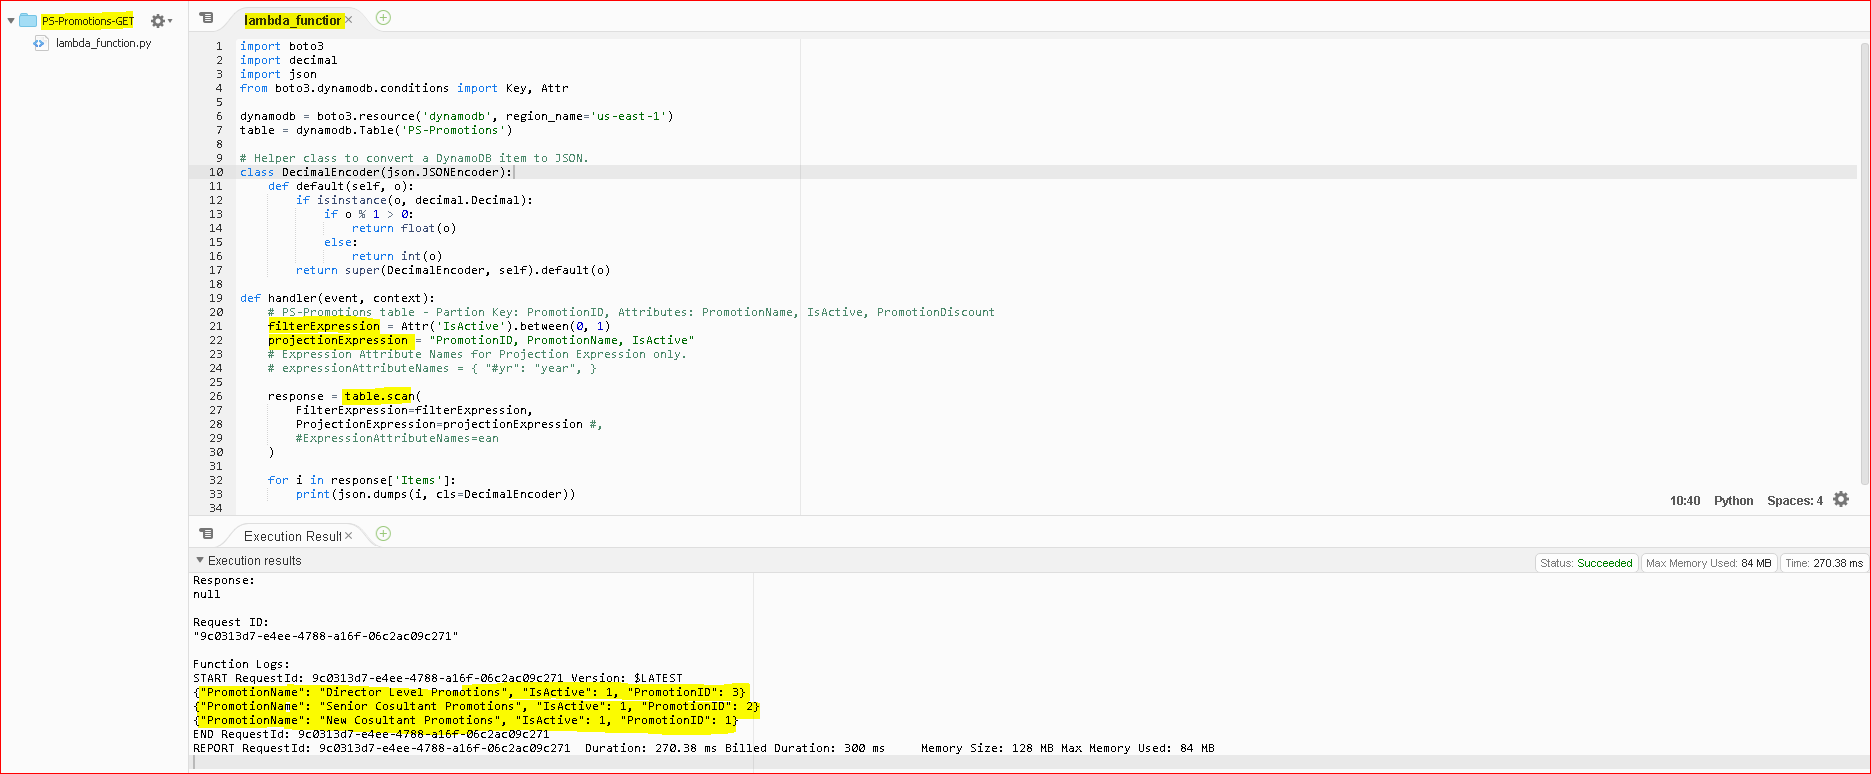 PS-Promotions-GET
lambda_function.py
lambda_function
1 import boto3
2 import decimal
3 import json
4 from boto3.dynamodb.conditions import Key, Attr
5
6 dynamodb = boto3.resource('dynamodb', region_name='us-east-1')
7 table = dynamodb.Table('PS-Promotions')
8
9 # Helper class to convert a DynamoDB item to JSON.
10 class DecimalEncoder(json.JSONEncoder):
11     def default(self, o):
12         if isinstance(o, decimal.Decimal):
13             if o % 1 > 0:
14                 return float(o)
15             else:
16                 return int(o)
17         return super(DecimalEncoder, self).default(o)
18
19 def handler(event, context):
20     # PS-Promotions table - Partion Key: PromotionID, Attributes: PromotionName, IsActive, PromotionDiscount
21     filterExpression = Attr('IsActive').between(0, 1)
22     projectionExpression = "PromotionID, PromotionName, IsActive"
23     # Expression Attribute Names for Projection Expression only.
24     # expressionAttributeNames = { "#yr": "year", }
25
26     response = table.scan(
27         FilterExpression=filterExpression,
28         ProjectionExpression=projectionExpression #,
29         #ExpressionAttributeNames=ean
30     )
31
32     for i in response['Items']:
33         print(json.dumps(i, cls=DecimalEncoder))
34
10:40 Python Spaces: 4
Execution Result
Execution results
Status: Succeeded Max Memory Used: 84 MB Time: 270.38 ms
Response:
null
Request ID:
"9c0313d7-e4ee-4788-a16f-06c2ac09c271"
Function Logs:
START RequestId: 9c0313d7-e4ee-4788-a16f-06c2ac09c271 Version: $LATEST
{"PromotionName": "Director Level Promotions", "IsActive": 1, "PromotionID": 3}
{"PromotionName": "Senior Cosultant Promotions", "IsActive": 1, "PromotionID": 2}
{"PromotionName": "New Cosultant Promotions", "IsActive": 1, "PromotionID": 1}
END RequestId: 9c0313d7-e4ee-4788-a16f-06c2ac09c271
REPORT RequestId: 9c0313d7-e4ee-4788-a16f-06c2ac09c271 Duration: 270.38 ms Billed Duration: 300 ms Memory Size: 128 MB Max Memory Used: 84 MB